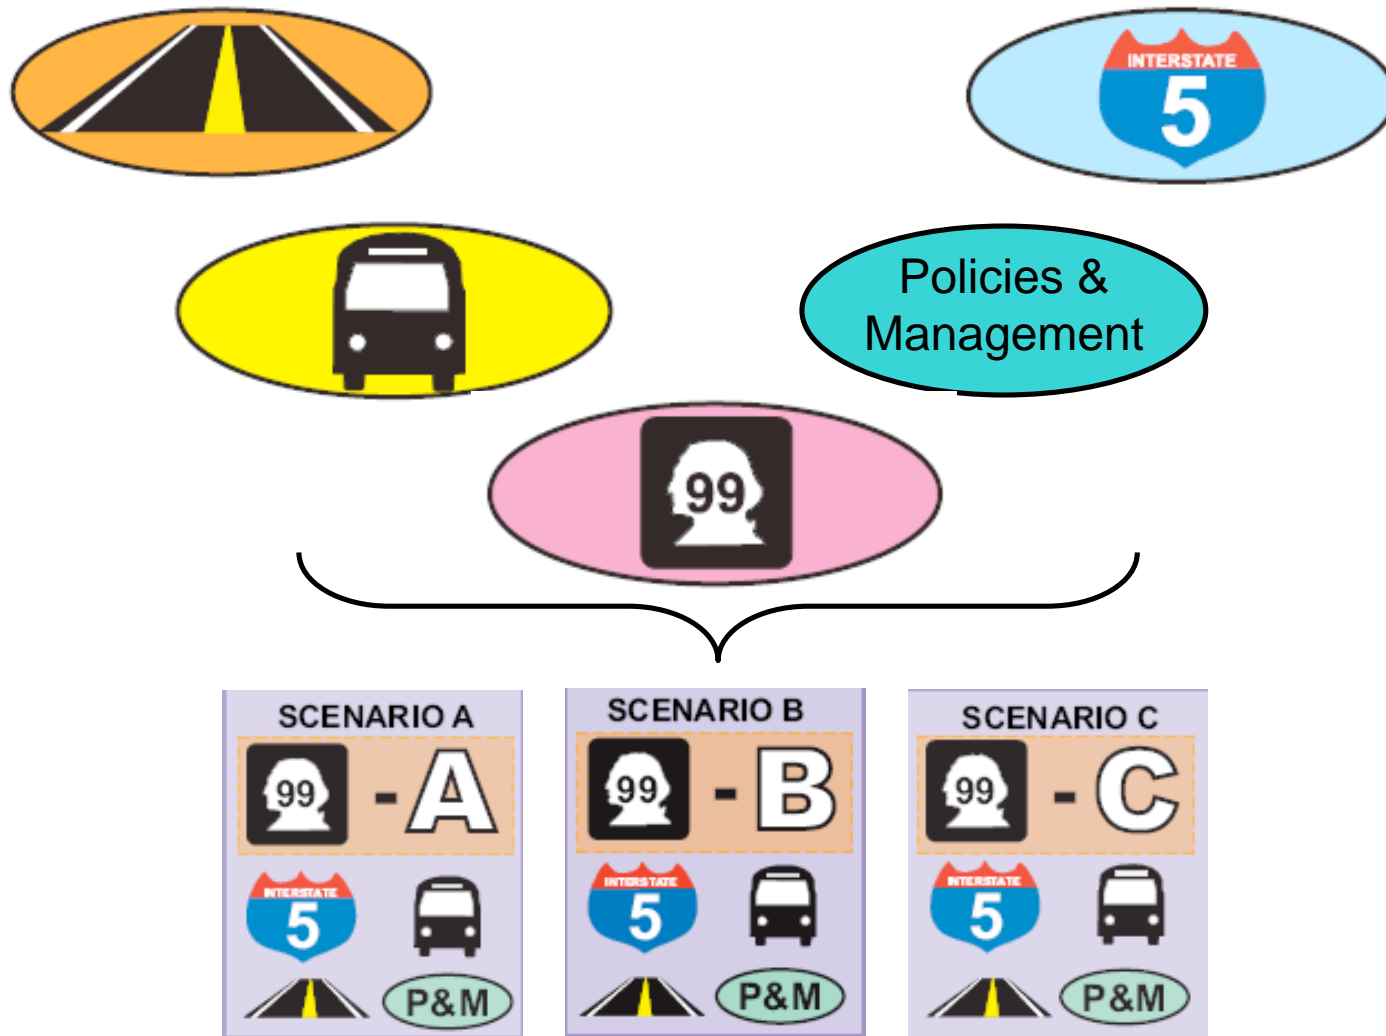 INTERSTATE
5
Policies &
Management
99
SCENARIO A
99 - A
INTERSTATE
5
P&M
SCENARIO B
99 - B
INTERSTATE
5
P&M
SCENARIO C
99 - C
INTERSTATE
5
P&M